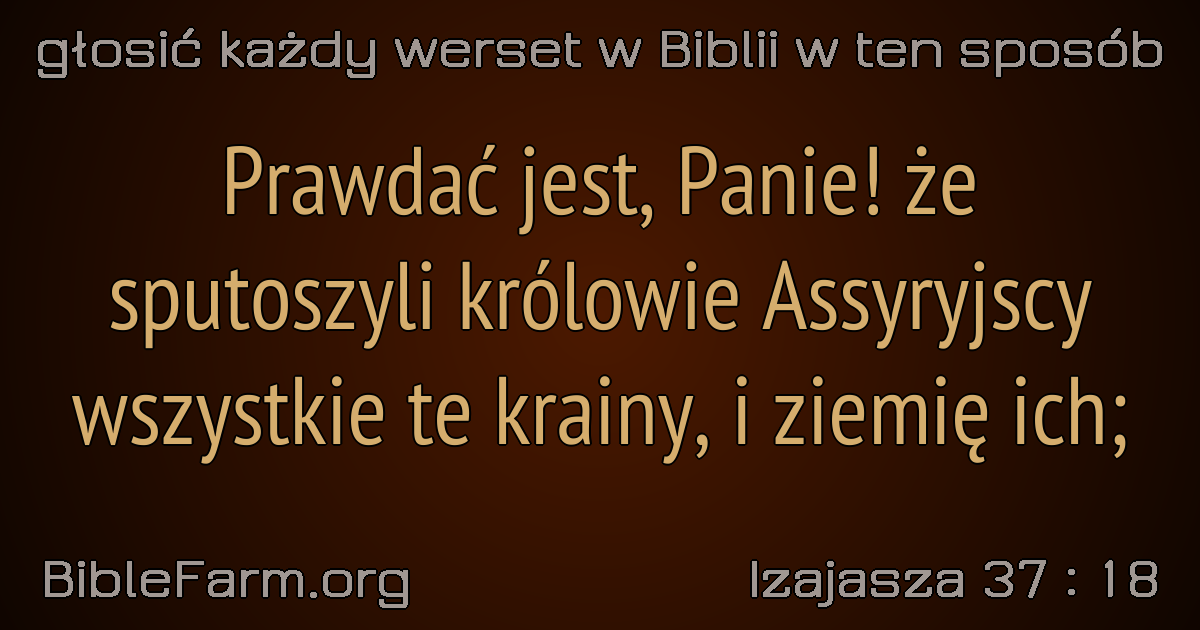 głosić każdy werset w Biblii w ten sposób
Prawdać jest, Panie! że
sputoszyli królowie Assyryjscy
wszystkie te krainy, i ziemię ich;
BibleFarm.org
Izajasza 37 : 18